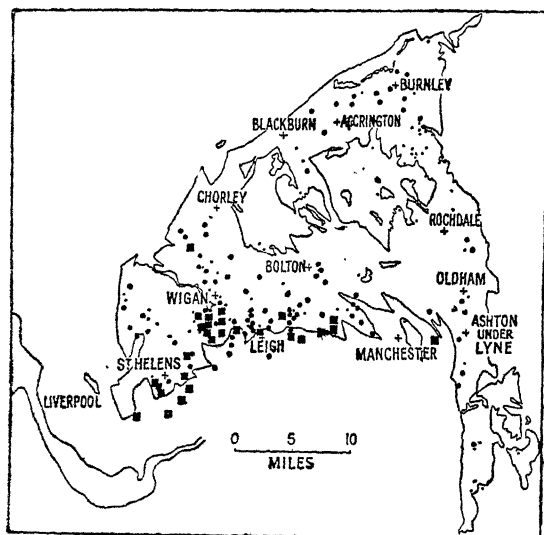 BURNLEY
ACCRINGTON
BLACKBURN
CHORLEY
ROCHDALE
BOLTON
OLDHAM
WIGAN
ASHTON
UNDER
LYNE
LEIGH
MANCHESTER
ST HELENS
LIVERPOOL
0 5 10
MILES